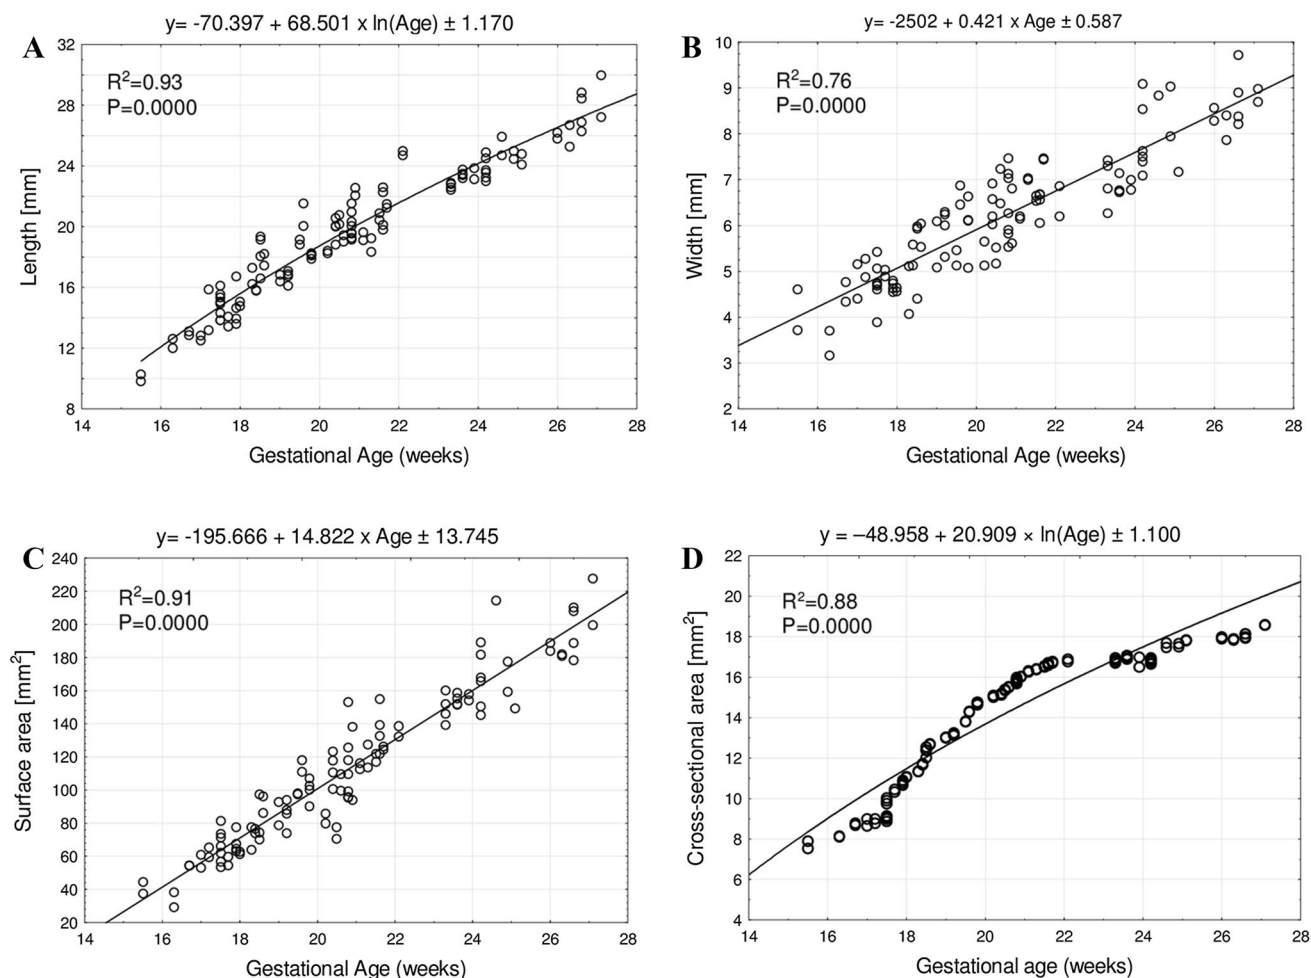 y= -70.397 + 68.501 x ln(Age) ± 1.170
A
32
28
24
20
16
12
8
R²=0.93
P=0.0000
Length [mm]
14 16 18 20 22 24 26 28
Gestational Age (weeks)
y= -2502 + 0.421 x Age ± 0.587
B
10
9
8
7
6
5
4
3
2
R²=0.76
P=0.0000
Width [mm]
14 16 18 20 22 24 26 28
Gestational Age (weeks)
y= -195.666 + 14.822 x Age ± 13.745
C
240
220
200
180
160
140
120
100
80
60
40
20
R²=0.91
P=0.0000
Surface area [mm²]
14 16 18 20 22 24 26 28
Gestational Age (weeks)
y = –48.958 + 20.909 × ln(Age) ± 1.100
D
22
20
18
16
14
12
10
8
6
4
R²=0.88
P=0.0000
Cross-sectional area [mm²]
14 16 18 20 22 24 26 28
Gestational age (weeks)